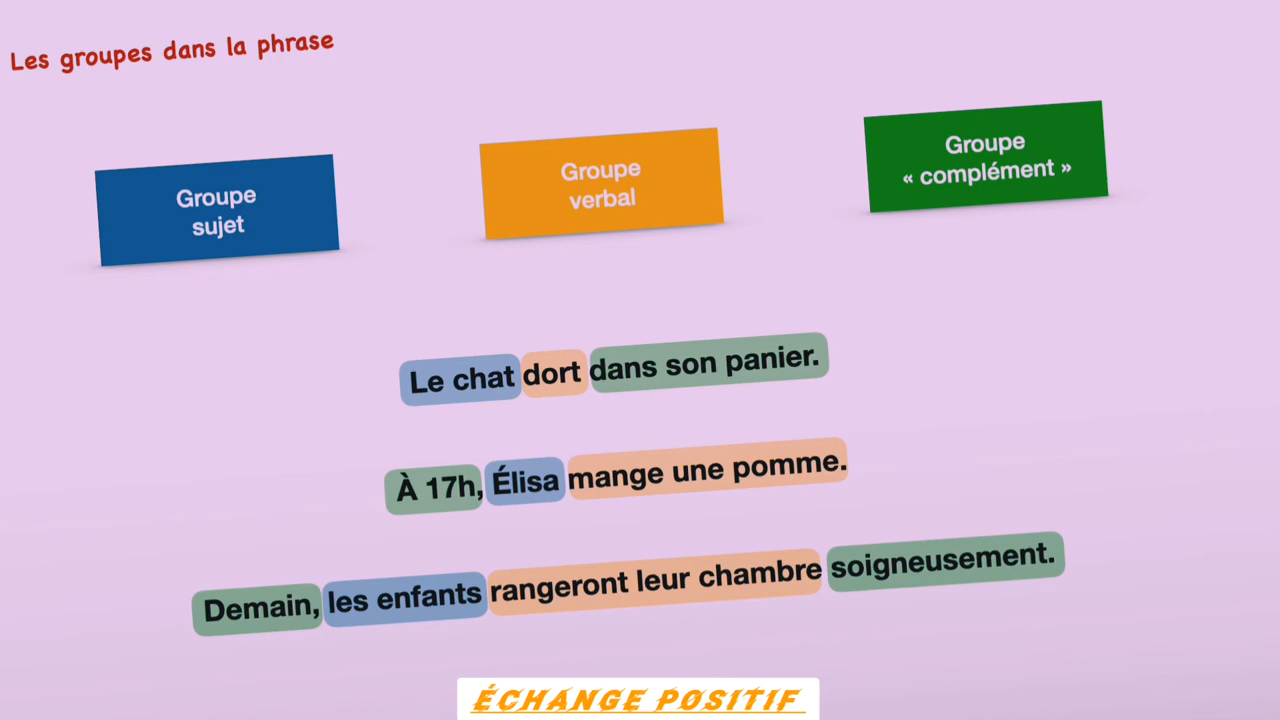 Les groupes dans la phrase
Groupe
sujet
Groupe
verbal
Groupe
« complément »
Le chat dort dans son panier.
À 17h, Élisa mange une pomme.
Demain, les enfants rangeront leur chambre soigneusement.
ÉCHANGE POSITIF